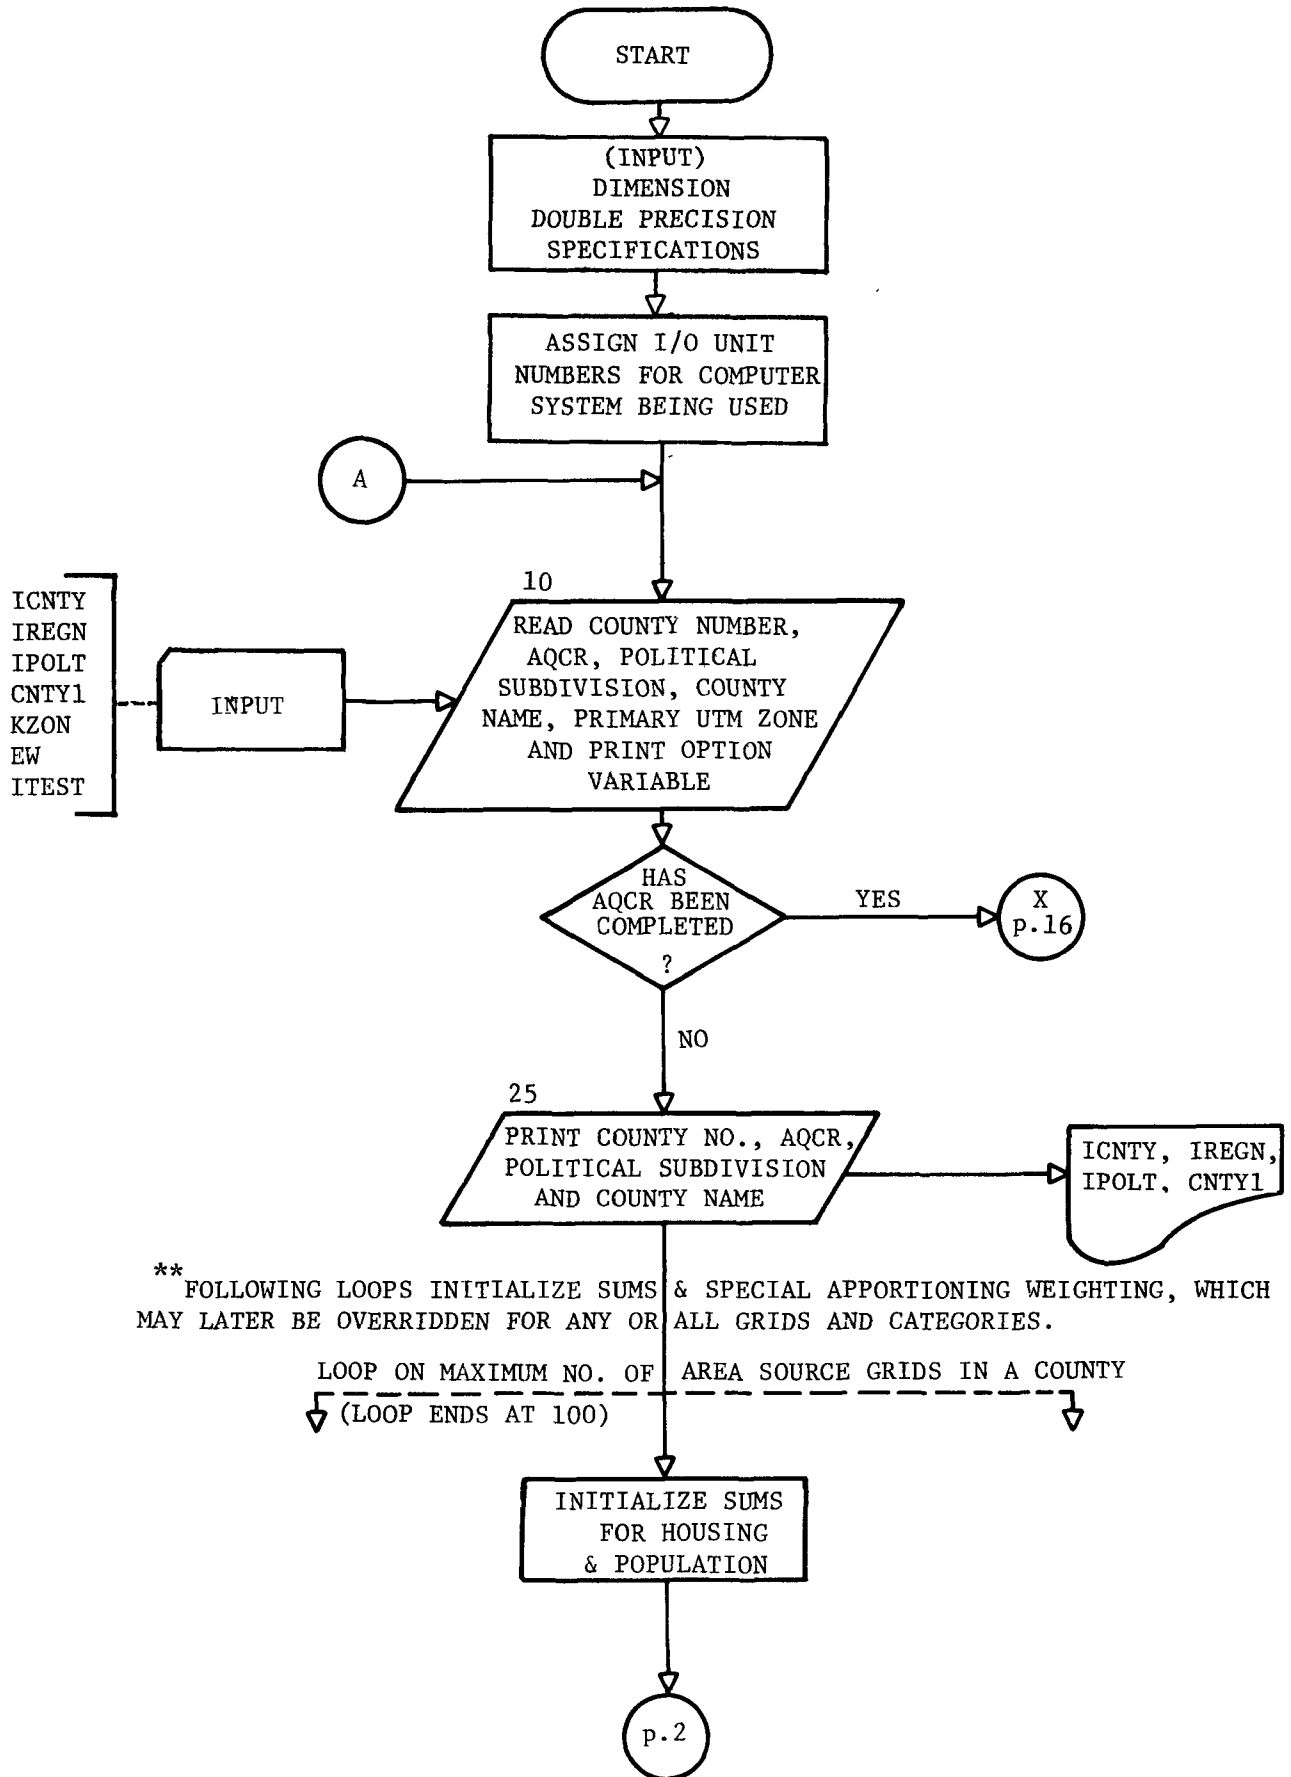 START
(INPUT)
DIMENSION
DOUBLE PRECISION
SPECIFICATIONS
ASSIGN I/O UNIT
NUMBERS FOR COMPUTER
SYSTEM BEING USED
A
ICNTY
IREGN
IPOLT
CNTY1
KZON
EW
ITEST
INPUT
10
READ COUNTY NUMBER,
AQCR, POLITICAL
SUBDIVISION, COUNTY
NAME, PRIMARY UTM ZONE
AND PRINT OPTION
VARIABLE
HAS
AQCR BEEN
COMPLETED
?
YES
X
p.16
NO
25
PRINT COUNTY NO., AQCR,
POLITICAL SUBDIVISION
AND COUNTY NAME
ICNTY, IREGN,
IPOLT, CNTY1
**FOLLOWING LOOPS INITIALIZE SUMS & SPECIAL APPORTIONING WEIGHTING, WHICH
MAY LATER BE OVERRIDDEN FOR ANY OR ALL GRIDS AND CATEGORIES.
LOOP ON MAXIMUM NO. OF AREA SOURCE GRIDS IN A COUNTY
(LOOP ENDS AT 100)
INITIALIZE SUMS
FOR HOUSING
& POPULATION
p.2